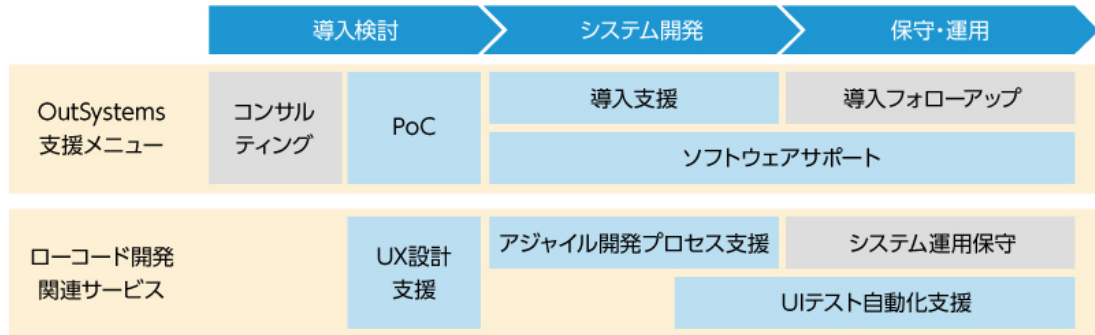 導入検討
システム開発
保守・運用
OutSystems
支援メニュー
コンサル
ティング
PoC
導入支援
導入フォローアップ
ソフトウェアサポート
ローコード開発
関連サービス
UX設計
支援
アジャイル開発プロセス支援
システム運用保守
UIテスト自動化支援